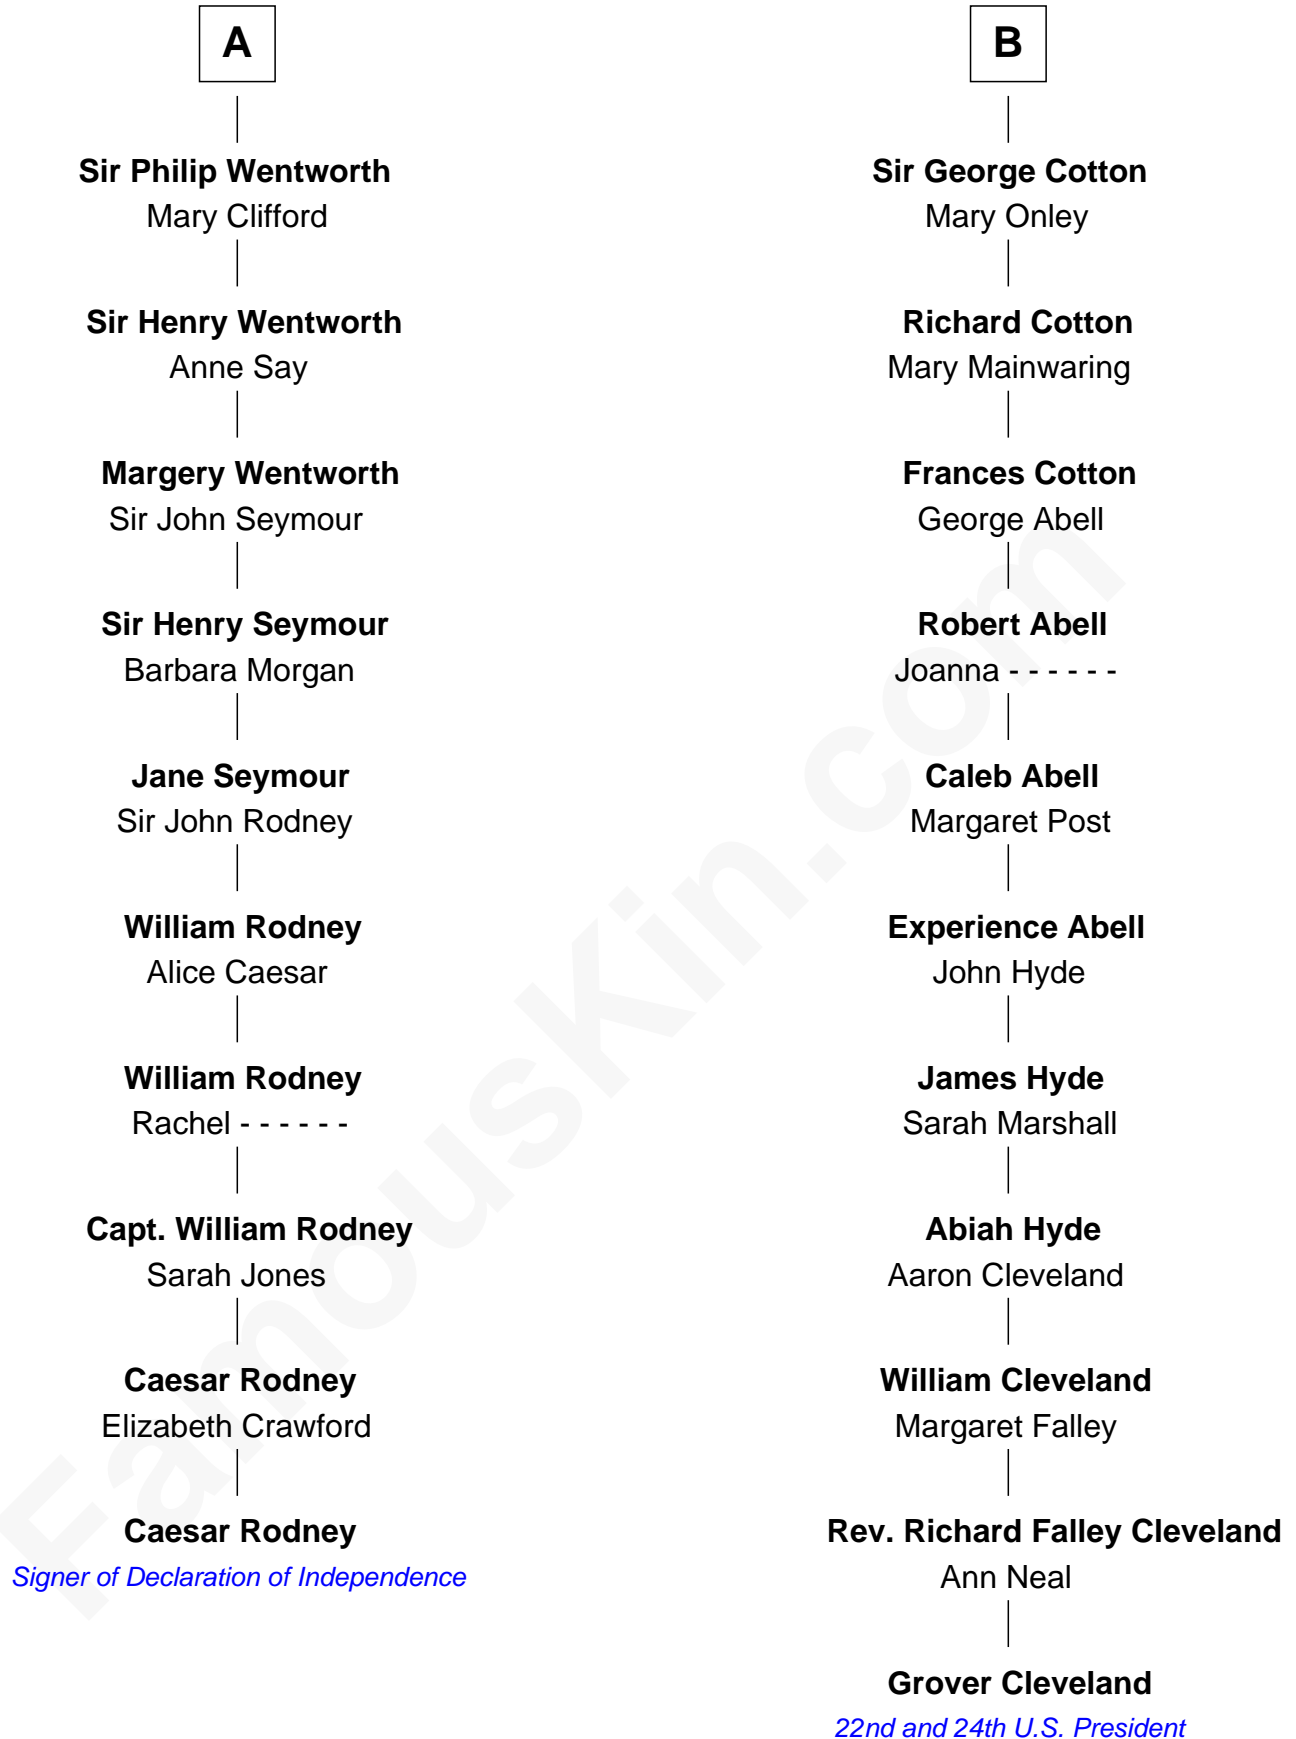 A
Sir Philip Wentworth
Mary Clifford
Sir Henry Wentworth
Anne Say
Margery Wentworth
Sir John Seymour
Sir Henry Seymour
Barbara Morgan
Jane Seymour
Sir John Rodney
William Rodney
Alice Caesar
William Rodney
Rachel - - - - - -
Capt. William Rodney
Sarah Jones
Caesar Rodney
Elizabeth Crawford
Caesar Rodney
Signer of Declaration of Independence
B
Sir George Cotton
Mary Onley
Richard Cotton
Mary Mainwaring
Frances Cotton
George Abell
Robert Abell
Joanna - - - - - -
Caleb Abell
Margaret Post
Experience Abell
John Hyde
James Hyde
Sarah Marshall
Abiah Hyde
Aaron Cleveland
William Cleveland
Margaret Falley
Rev. Richard Falley Cleveland
Ann Neal
Grover Cleveland
22nd and 24th U.S. President
FamousKin.com